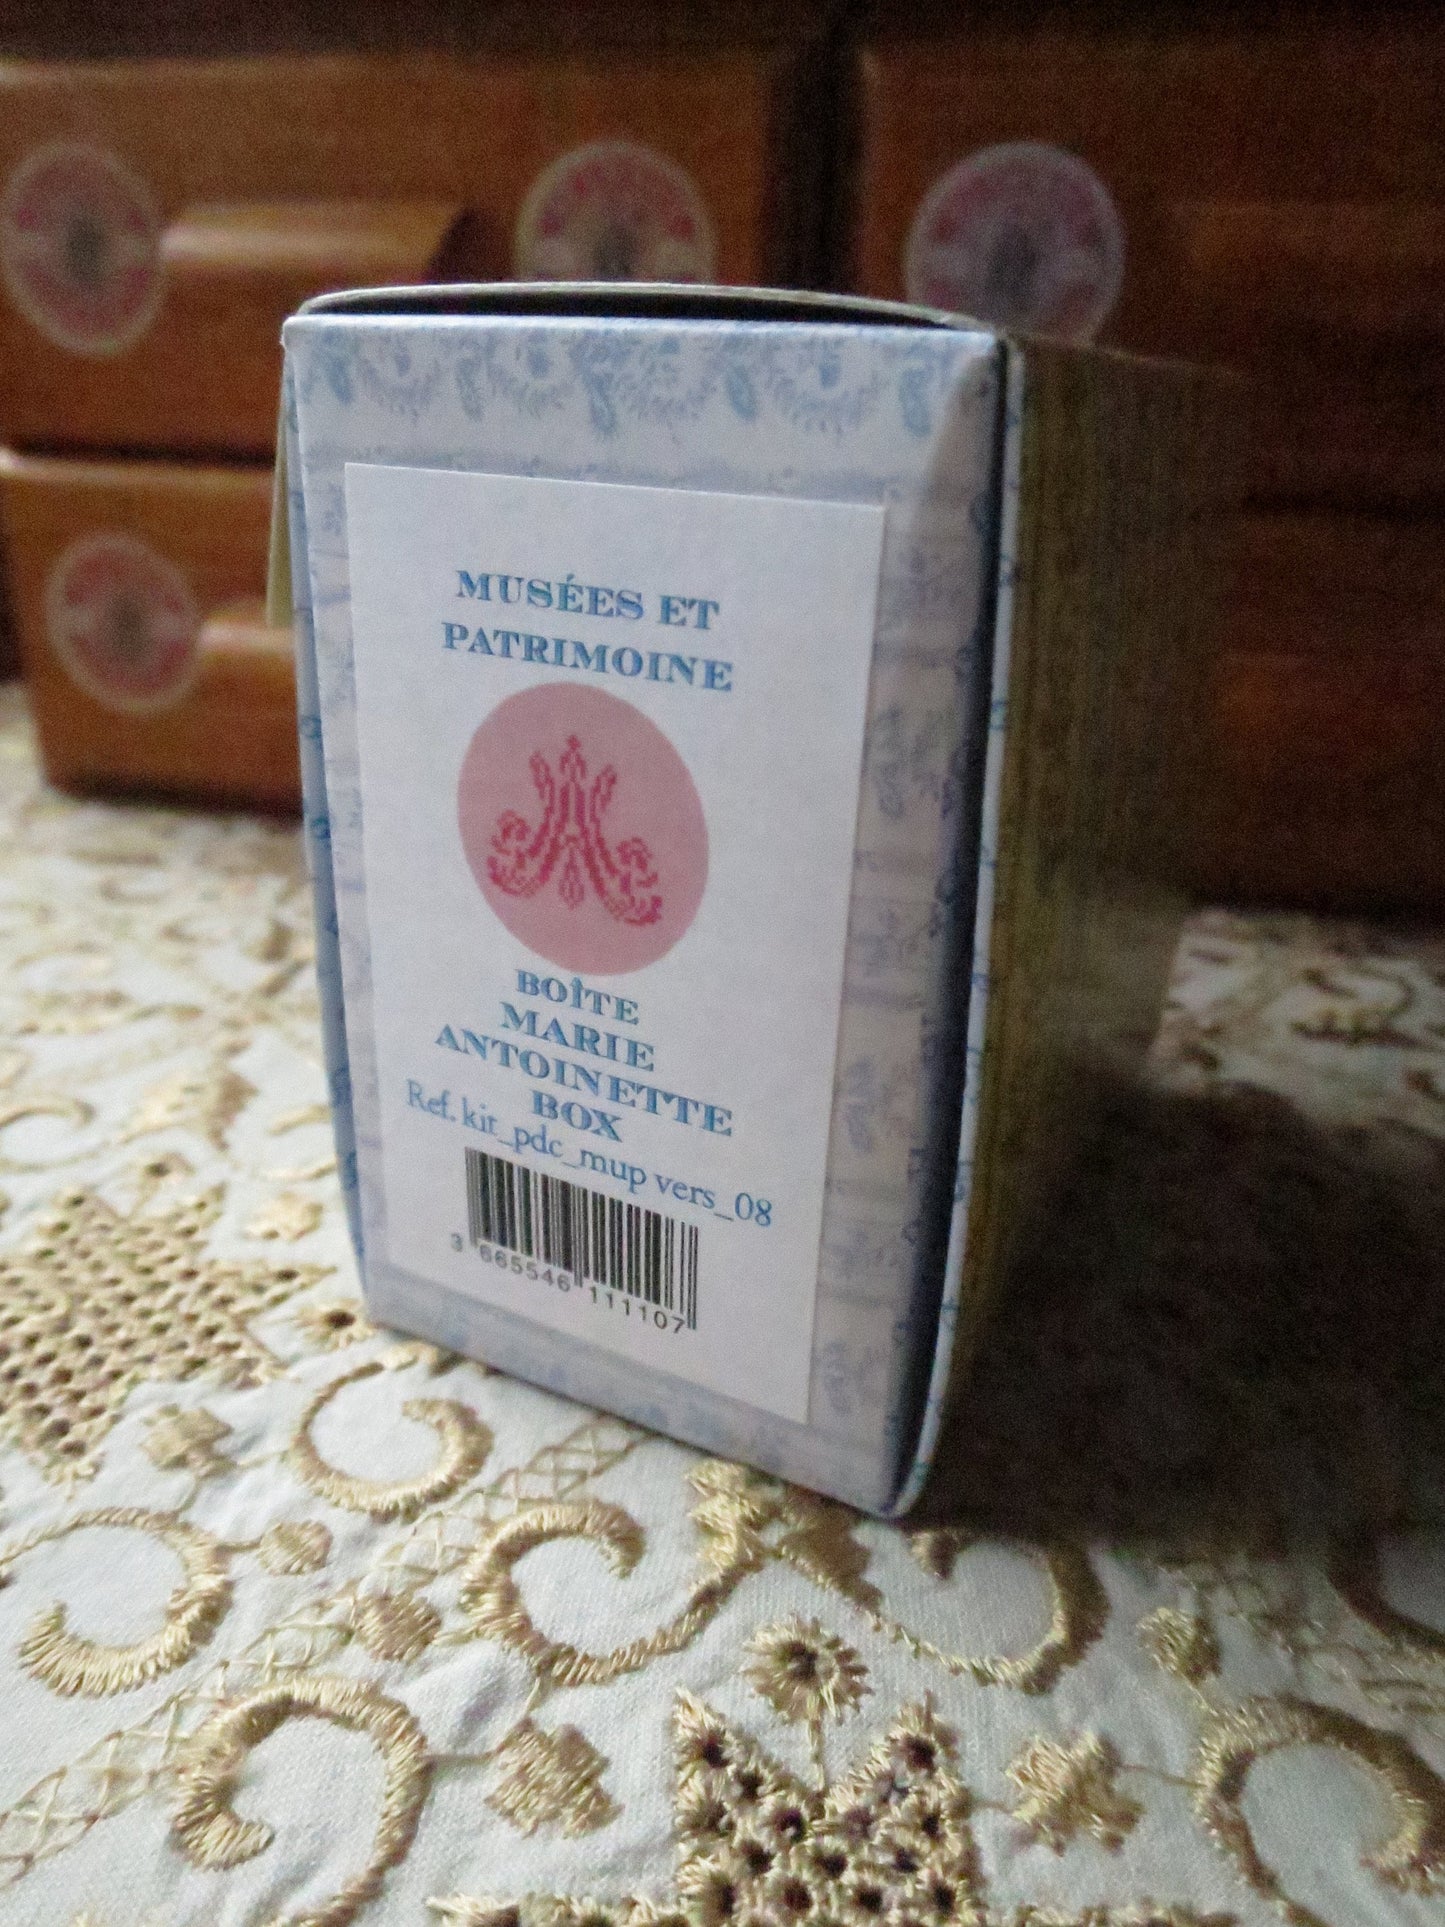 MUSÉES ET
PATRIMOINE
BOÎTE
MARIE
ANTOINETTE
BOX
Ref. kit_pdc_mup vers_08
3 665546 111107